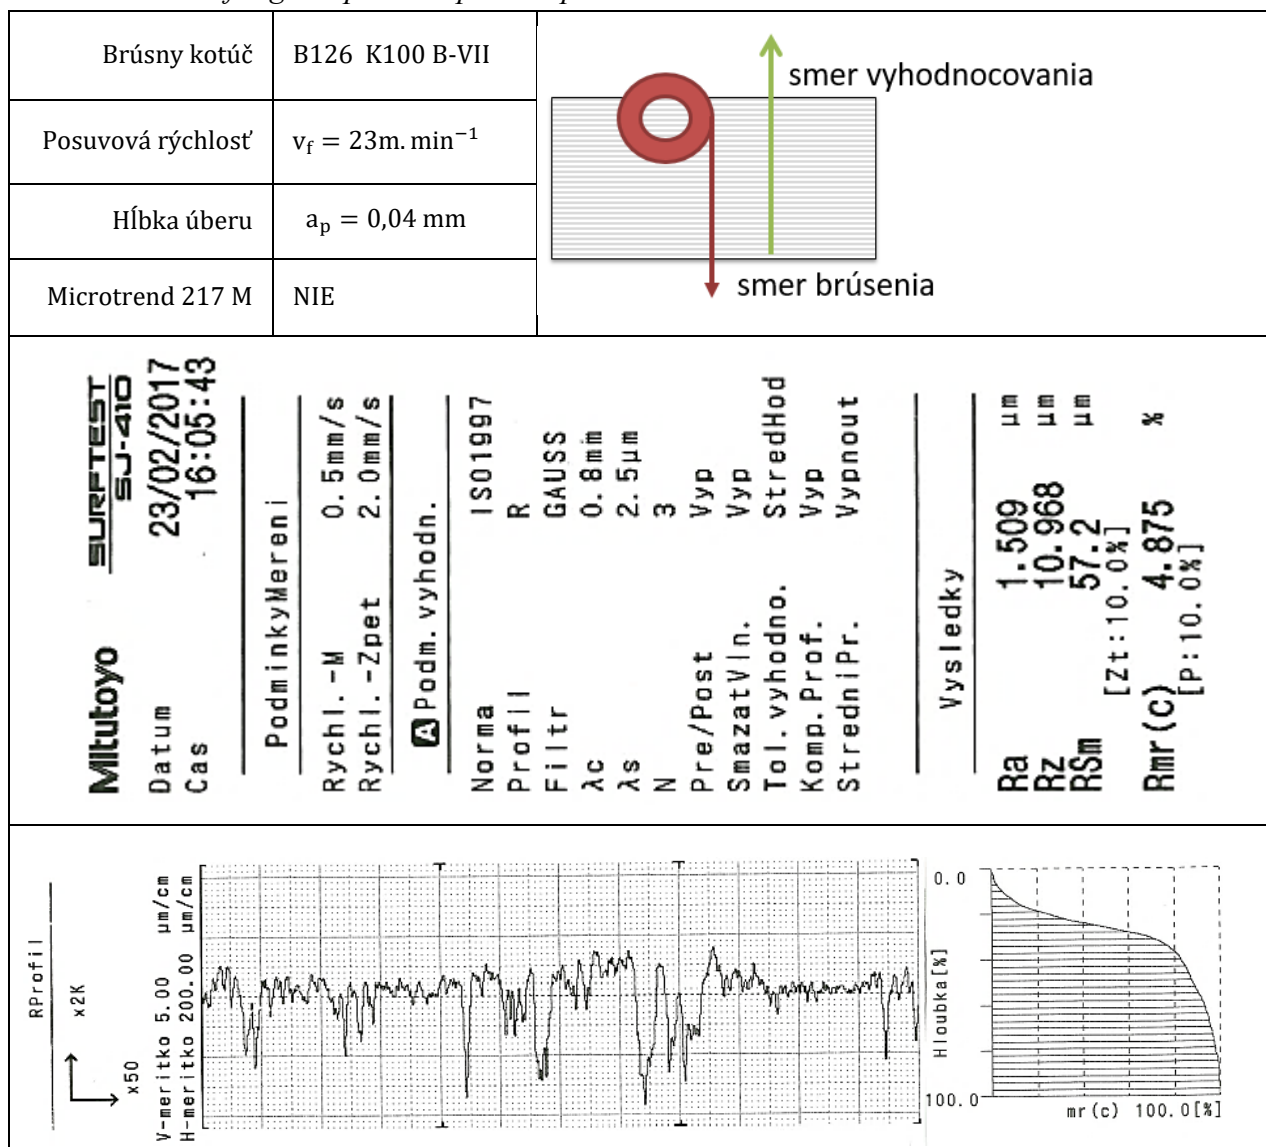 Brúsny kotúč B126 K100 B-VII
Posuvová rýchlosť v_f = 23m. min⁻¹
Hĺbka úberu a_p = 0,04 mm
Microtrend 217 M NIE
smer vyhodnocovania
smer brúsenia
Mitutoyo SURFTEST
SJ-410
Datum 23/02/2017
Cas 16:05:43
PodminkyMereni
Rychl.-M 0.5mm/s
Rychl.-Zpet 2.0mm/s
A Podm. vyhodn.
Norma ISO1997
Profil R
Filtr GAUSS
λc 0.8mm
λs 2.5µm
N 3
Pre/Post Vyp
SmazatVln. Vyp
Tol.vyhodno. StredHod
Komp.Prof. Vyp
StredniPr. Vypnout
Vysledky
Ra 1.509 µm
Rz 10.968 µm
RSm 57.2 µm
[Zt:10.0%]
Rmr(c) 4.875 %
[P:10.0%]
RProfil
x2K
x50
V-meritko 5.00 µm/cm
H-meritko 200.00 µm/cm
0.0
Hloubka[%]
100.0
mr(c) 100.0[%]